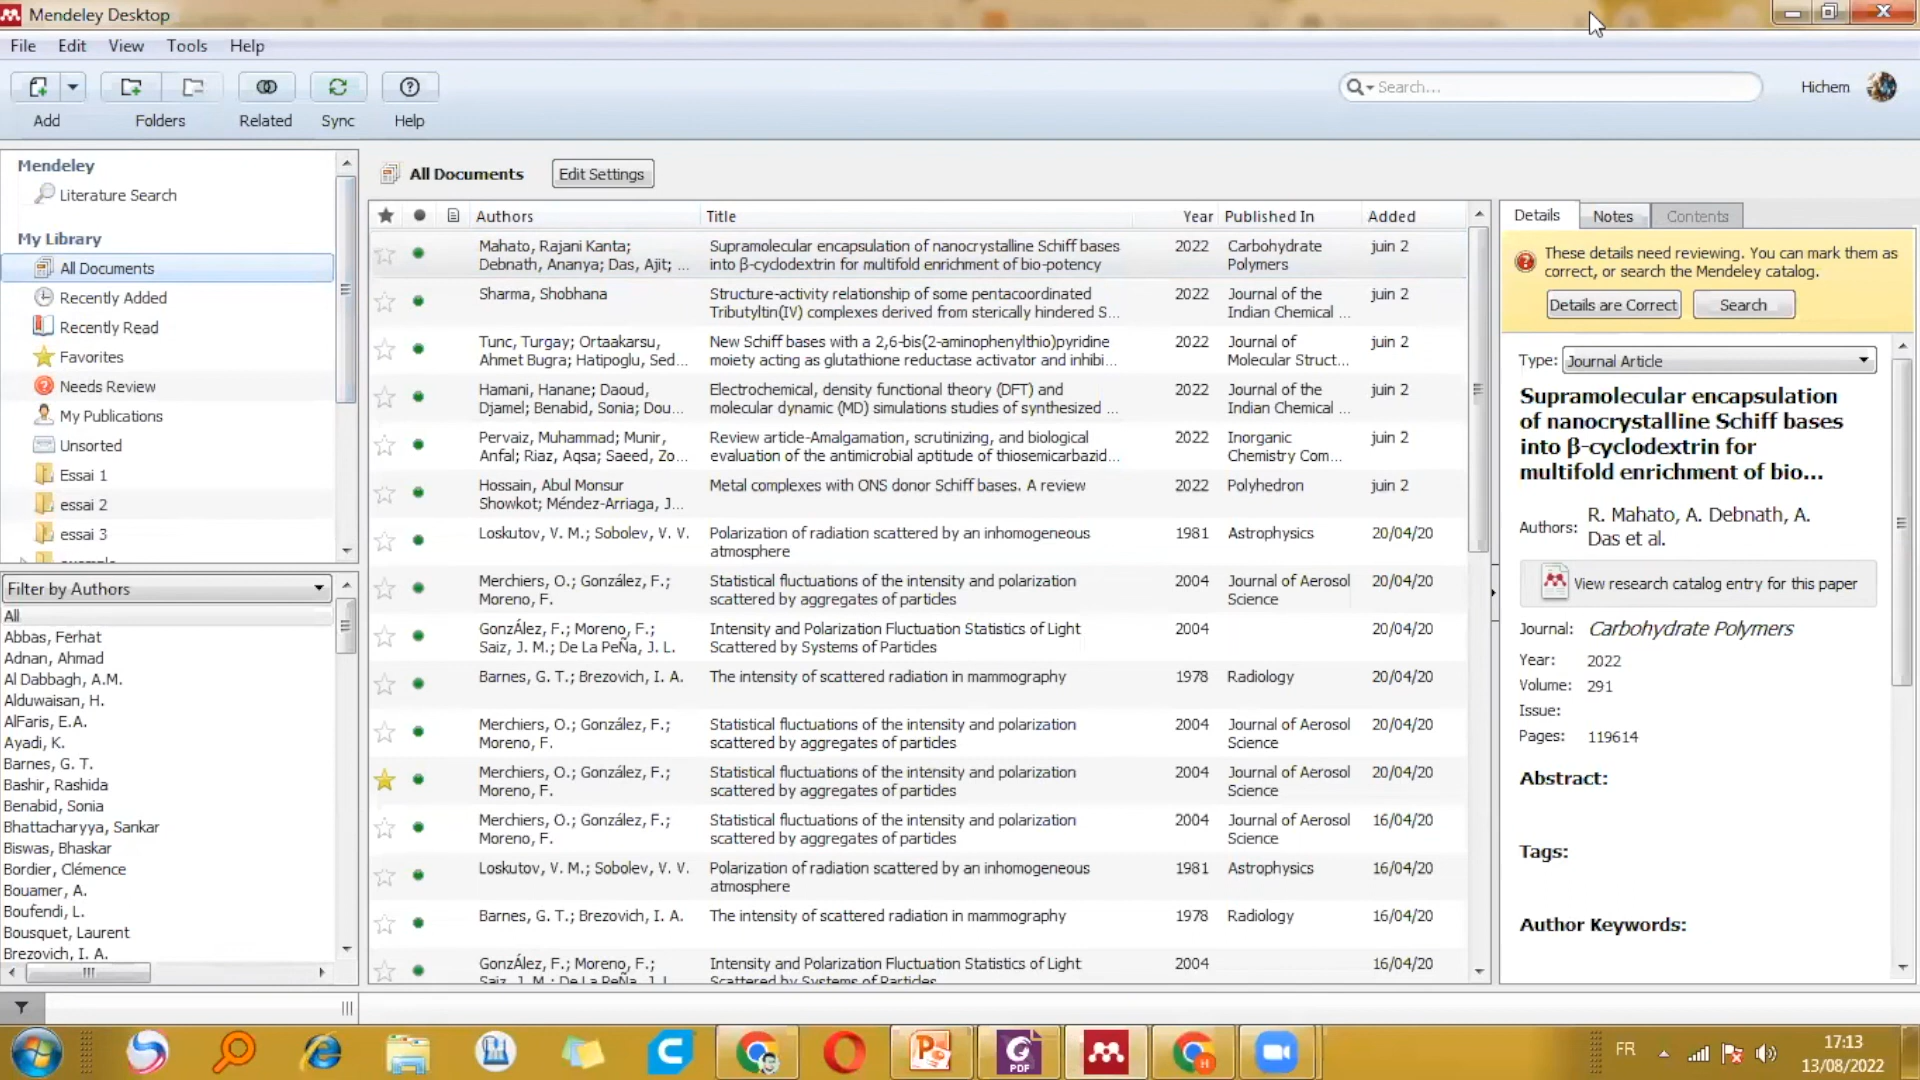 Mendeley Desktop
File Edit View Tools Help
Search...
Hichem
Add Folders Related Sync Help
Mendeley
Literature Search
My Library
All Documents
Recently Added
Recently Read
Favorites
Needs Review
My Publications
Unsorted
Essai 1
essai 2
essai 3
Filter by Authors
All
Abbas, Ferhat
Adnan, Ahmad
Al Dabbagh, A.M.
Alduwaisan, H.
AlFaris, E.A.
Ayadi, K.
Barnes, G. T.
Bashir, Rashida
Benabid, Sonia
Bhattacharyya, Sankar
Biswas, Bhaskar
Bordier, Clémence
Bouamer, A.
Boufendi, L.
Bousquet, Laurent
Brezovich, I. A.
All Documents Edit Settings
Authors Title Year Published In Added
Mahato, Rajani Kanta; Supramolecular encapsulation of nanocrystalline Schiff bases 2022 Carbohydrate juin 2
Debnath, Ananya; Das, Ajit; ... into β-cyclodextrin for multifold enrichment of bio-potency Polymers
Sharma, Shobhana Structure-activity relationship of some pentacoordinated 2022 Journal of the juin 2
Tributyltin(IV) complexes derived from sterically hindered S... Indian Chemical ...
Tunc, Turgay; Ortaakarsu, New Schiff bases with a 2,6-bis(2-aminophenylthio)pyridine 2022 Journal of juin 2
Ahmet Bugra; Hatipoglu, Sed... moiety acting as glutathione reductase activator and inhibi... Molecular Struct...
Hamani, Hanane; Daoud, Electrochemical, density functional theory (DFT) and 2022 Journal of the juin 2
Djamel; Benabid, Sonia; Dou... molecular dynamic (MD) simulations studies of synthesized ... Indian Chemical ...
Pervaiz, Muhammad; Munir, Review article-Amalgamation, scrutinizing, and biological 2022 Inorganic juin 2
Anfal; Riaz, Aqsa; Saeed, Zo... evaluation of the antimicrobial aptitude of thiosemicarbazid... Chemistry Com...
Hossain, Abul Monsur Metal complexes with ONS donor Schiff bases. A review 2022 Polyhedron juin 2
Showkot; Méndez-Arriaga, J...
Loskutov, V. M.; Sobolev, V. V. Polarization of radiation scattered by an inhomogeneous 1981 Astrophysics 20/04/20
atmosphere
Merchiers, O.; González, F.; Statistical fluctuations of the intensity and polarization 2004 Journal of Aerosol 20/04/20
Moreno, F. scattered by aggregates of particles Science
GonzÁlez, F.; Moreno, F.; Intensity and Polarization Fluctuation Statistics of Light 2004 20/04/20
Saiz, J. M.; De La PeÑa, J. L. Scattered by Systems of Particles
Barnes, G. T.; Brezovich, I. A. The intensity of scattered radiation in mammography 1978 Radiology 20/04/20
Merchiers, O.; González, F.; Statistical fluctuations of the intensity and polarization 2004 Journal of Aerosol 20/04/20
Moreno, F. scattered by aggregates of particles Science
Merchiers, O.; González, F.; Statistical fluctuations of the intensity and polarization 2004 Journal of Aerosol 20/04/20
Moreno, F. scattered by aggregates of particles Science
Merchiers, O.; González, F.; Statistical fluctuations of the intensity and polarization 2004 Journal of Aerosol 16/04/20
Moreno, F. scattered by aggregates of particles Science
Loskutov, V. M.; Sobolev, V. V. Polarization of radiation scattered by an inhomogeneous 1981 Astrophysics 16/04/20
atmosphere
Barnes, G. T.; Brezovich, I. A. The intensity of scattered radiation in mammography 1978 Radiology 16/04/20
GonzÁlez, F.; Moreno, F.; Intensity and Polarization Fluctuation Statistics of Light 2004 16/04/20
Saiz, J. M.; De La PeÑa, J. L. Scattered by Systems of Particles
Details Notes Contents
These details need reviewing. You can mark them as
correct, or search the Mendeley catalog.
Details are Correct Search
Type: Journal Article
Supramolecular encapsulation
of nanocrystalline Schiff bases
into β-cyclodextrin for
multifold enrichment of bio...
Authors: R. Mahato, A. Debnath, A.
Das et al.
View research catalog entry for this paper
Journal: Carbohydrate Polymers
Year: 2022
Volume: 291
Issue:
Pages: 119614
Abstract:
Tags:
Author Keywords:
PDF
FR
17:13
13/08/2022